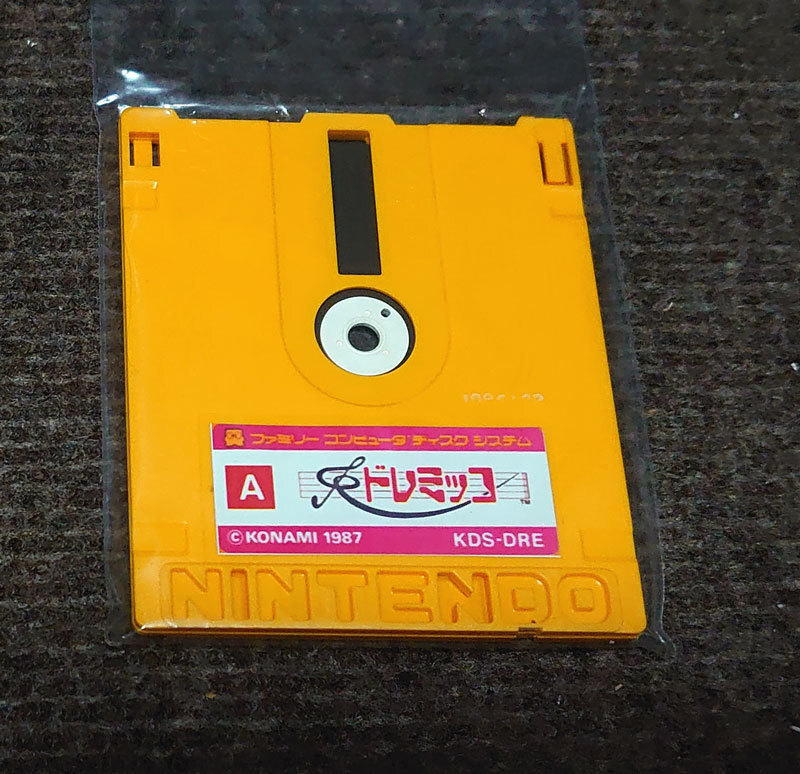 ファミリー コンピュータ ディスク システム
A
ドレミッコ
TM
©KONAMI 1987 KDS-DRE
NINTENDO